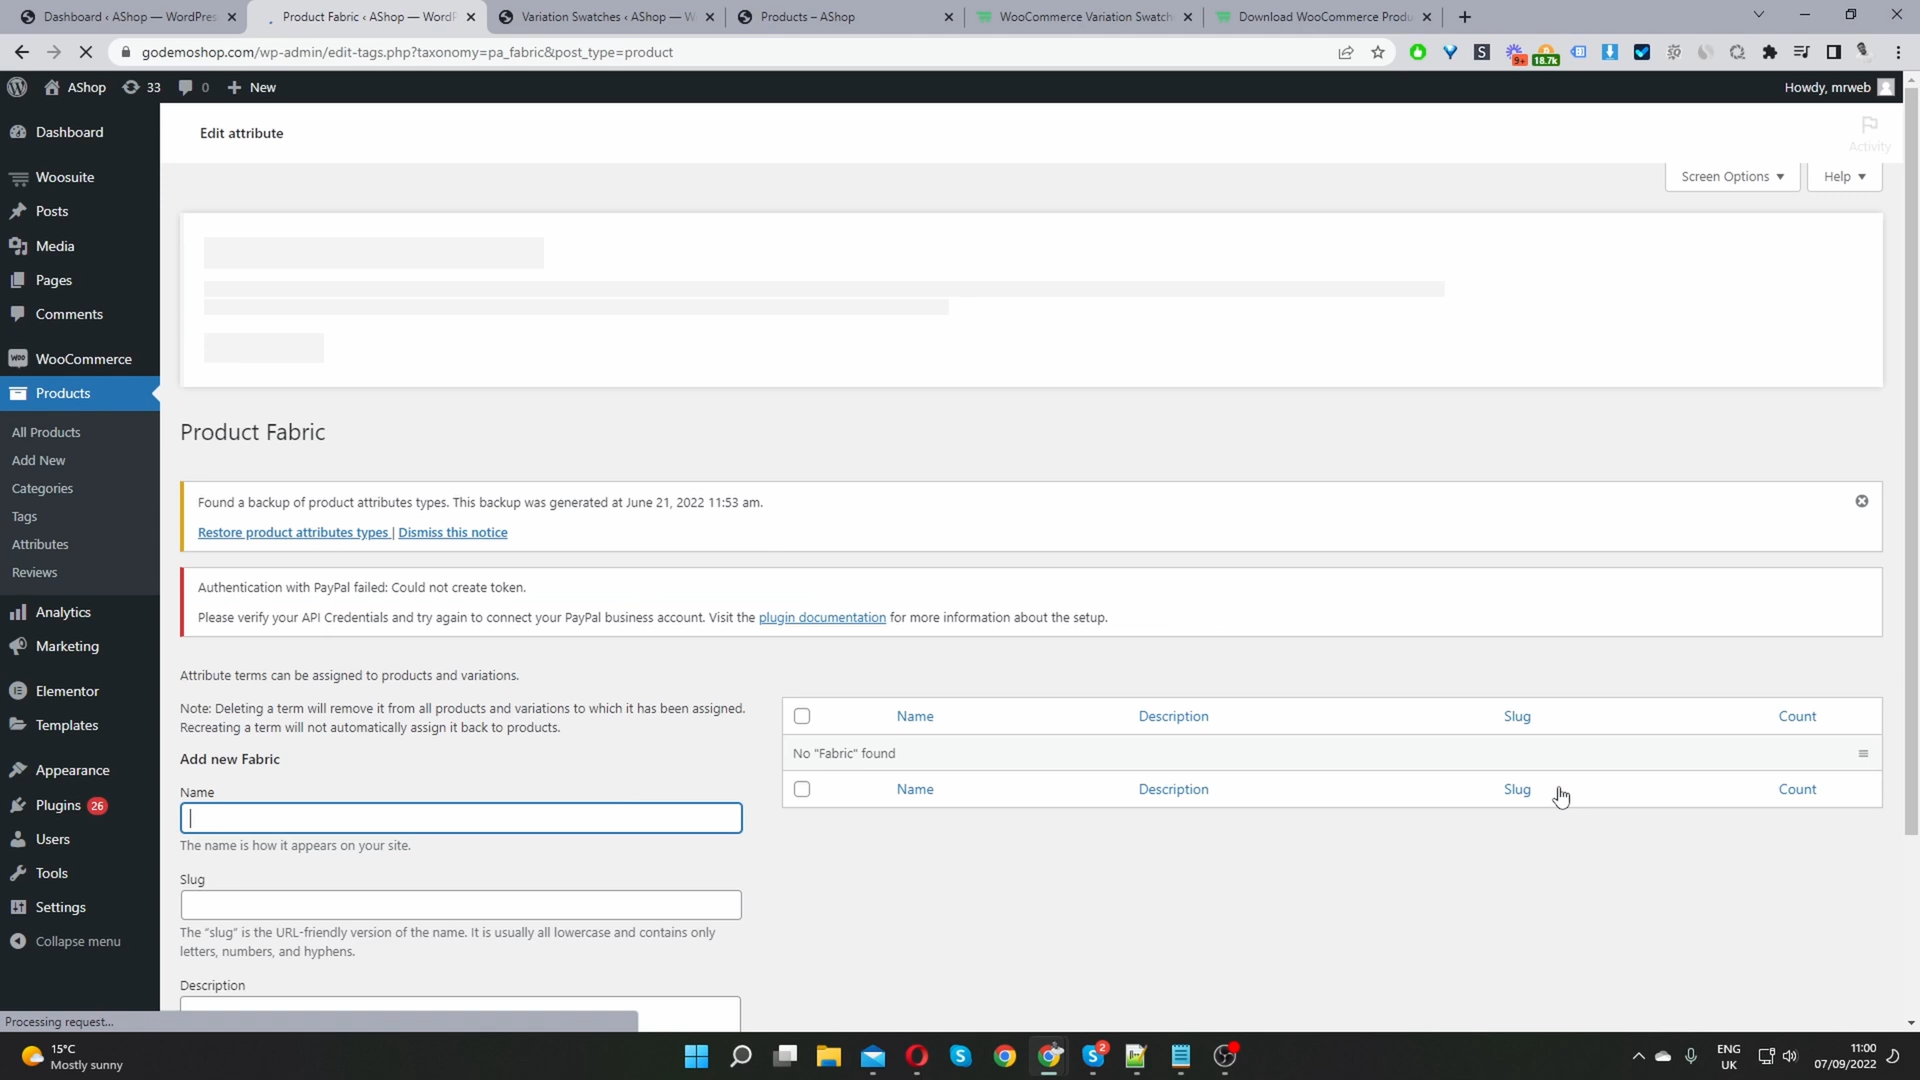 Dashboard ‹ AShop — WordPres
Product Fabric ‹ AShop — WordP
Variation Swatches ‹ AShop — W
Products – AShop
WooCommerce Variation Swatch
Download WooCommerce Produ
godemoshop.com/wp-admin/edit-tags.php?taxonomy=pa_fabric&post_type=product
S
9+
18.7k
AShop
33
0
New
Howdy, mrweb
Dashboard
Woosuite
Posts
Media
Pages
Comments
WooCommerce
Products
All Products
Add New
Categories
Tags
Attributes
Reviews
Analytics
Marketing
Elementor
Templates
Appearance
Plugins 26
Users
Tools
Settings
Collapse menu
Edit attribute
Activity
Screen Options
Help
Product Fabric
Found a backup of product attributes types. This backup was generated at June 21, 2022 11:53 am.
Restore product attributes types | Dismiss this notice
Authentication with PayPal failed: Could not create token.
Please verify your API Credentials and try again to connect your PayPal business account. Visit the plugin documentation for more information about the setup.
Attribute terms can be assigned to products and variations.
Note: Deleting a term will remove it from all products and variations to which it has been assigned.
Recreating a term will not automatically assign it back to products.
Add new Fabric
Name
The name is how it appears on your site.
Slug
The “slug” is the URL-friendly version of the name. It is usually all lowercase and contains only
letters, numbers, and hyphens.
Description
Name Description Slug Count
No "Fabric" found
Name Description Slug Count
Processing request...
15°C
Mostly sunny
2
ENG
UK
11:00
07/09/2022